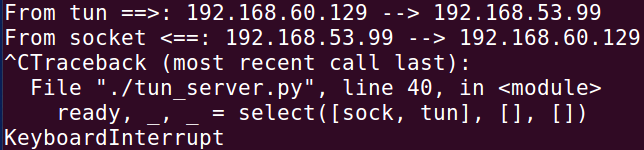 From tun ==>: 192.168.60.129 --> 192.168.53.99
From socket <==: 192.168.53.99 --> 192.168.60.129
^CTraceback (most recent call last):
  File "./tun_server.py", line 40, in <module>
    ready, _, _ = select([sock, tun], [], [])
KeyboardInterrupt